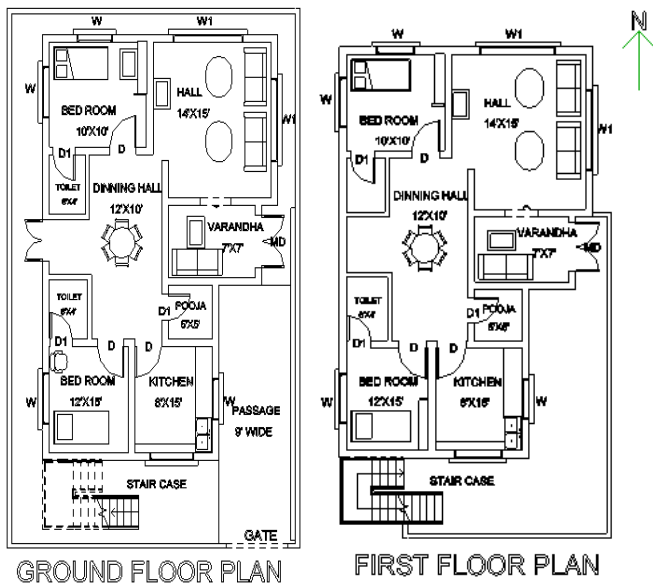 W
W1
W
BED ROOM
10'X10'
HALL
14'X15'
W1
D1
D
TOILET
DINNING HALL
12'X10'
VARANDHA
7'X7'
MD
TOILET
POOJA
D1
D1
D
D
BED ROOM
12'X15'
KITCHEN
8'X15'
W
W
PASSAGE
9' WIDE
STAIR CASE
GATE
GROUND FLOOR PLAN
N
W
W1
W
BED ROOM
10'X10'
HALL
14'X15'
W1
D1
D
DINNING HALL
12'X10'
VARANDHA
7'X7'
MD
TOILET
POOJA
D1
D1
D
D
BED ROOM
12'X15'
KITCHEN
W
W
STAIR CASE
FIRST FLOOR PLAN